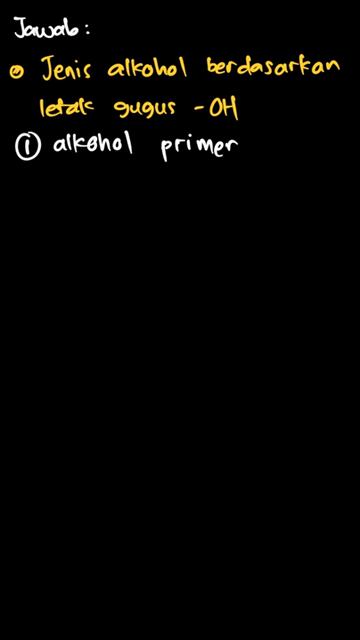 Jawab :
• Jenis alkohol berdasarkan
letak gugus -OH
① alkohol primer